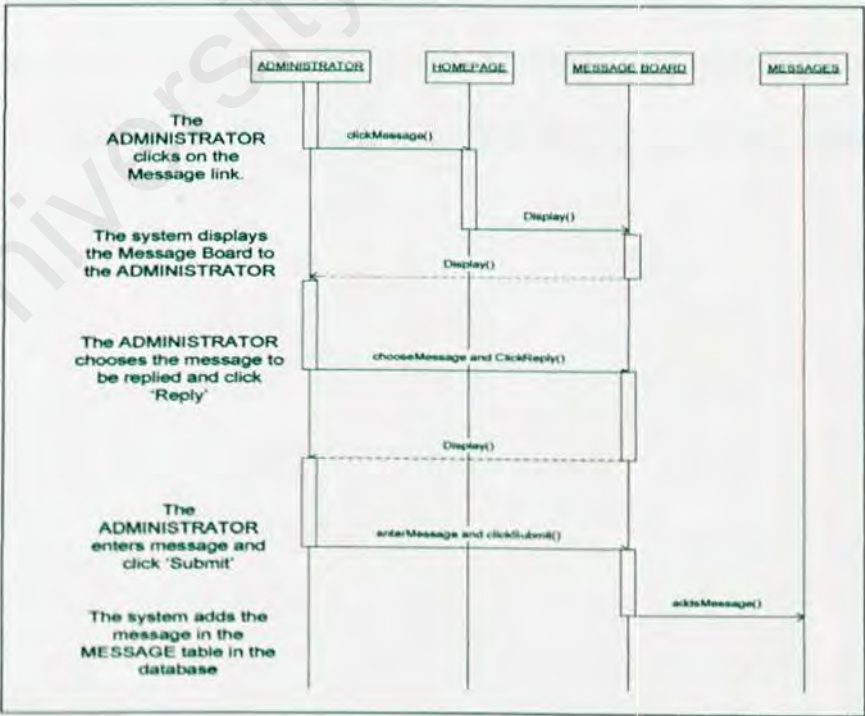 ADMINISTRATOR
HOMEPAGE
MESSAGE BOARD
MESSAGES
The
ADMINISTRATOR
clicks on the
Message link.
clickMessage()
Display()
The system displays
the Message Board to
the ADMINISTRATOR
Display()
The ADMINISTRATOR
chooses the message to
be replied and click
‘Reply’
chooseMessage and ClickReply()
Display()
The
ADMINISTRATOR
enters message and
click ‘Submit’
enterMessage and clickSubmit()
addsMessage()
The system adds the
message in the
MESSAGE table in the
database